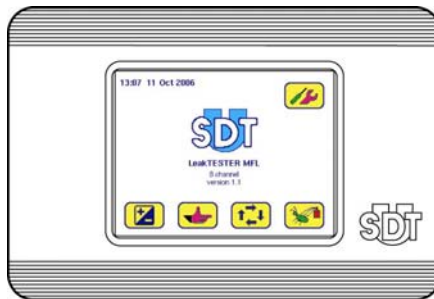 13:07 11 Oct 2006
SDT
LeakTESTER MFL
8 channel
version 1.1
SDT